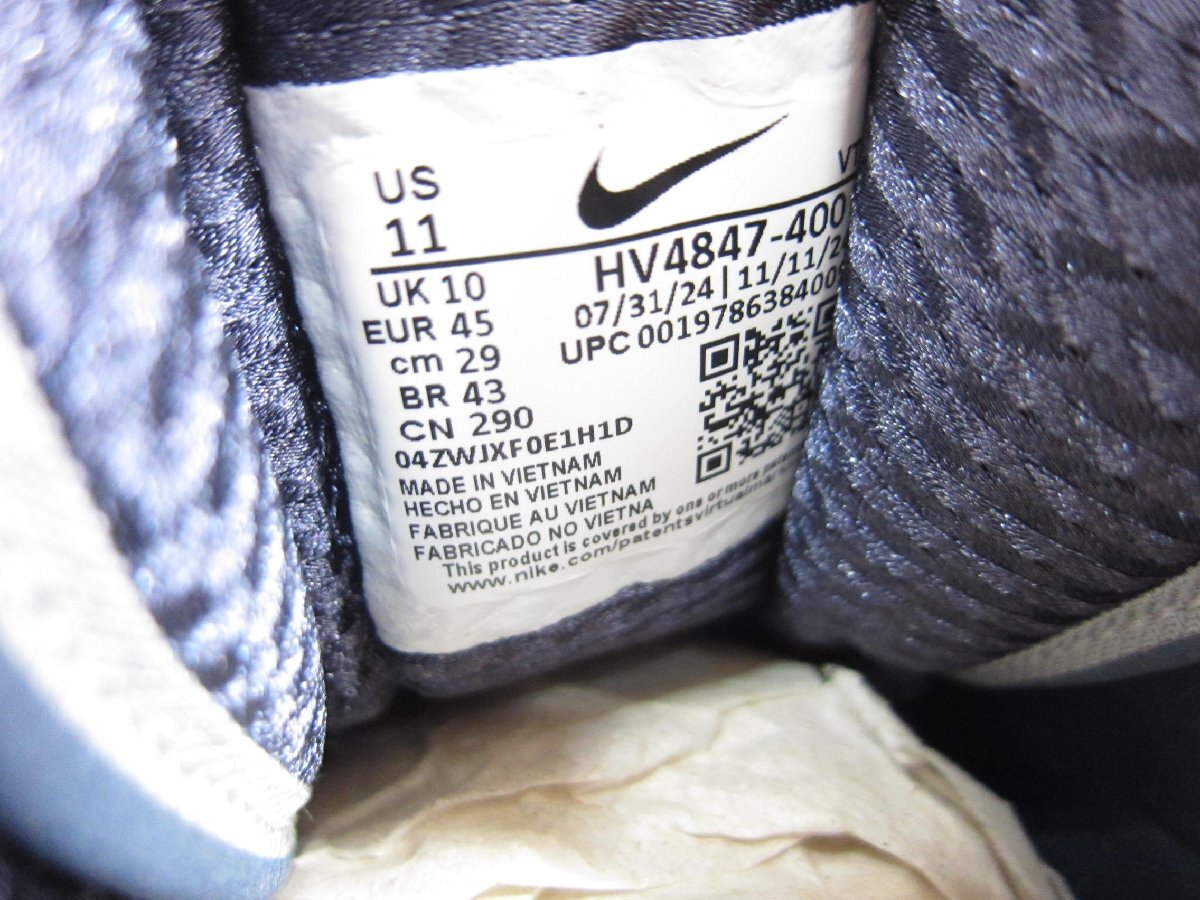 US
11
UK 10
EUR 45
cm 29
BR 43
CN 290
04ZWJXF0E1H1D
MADE IN VIETNAM
HECHO EN VIETNAM
FABRIQUE AU VIETNAM
FABRICADO NO VIETNA
This product is covered by one or more
www.nike.com/patents
HV4847-400
07/31/24 | 11/11/24
UPC 00197863840